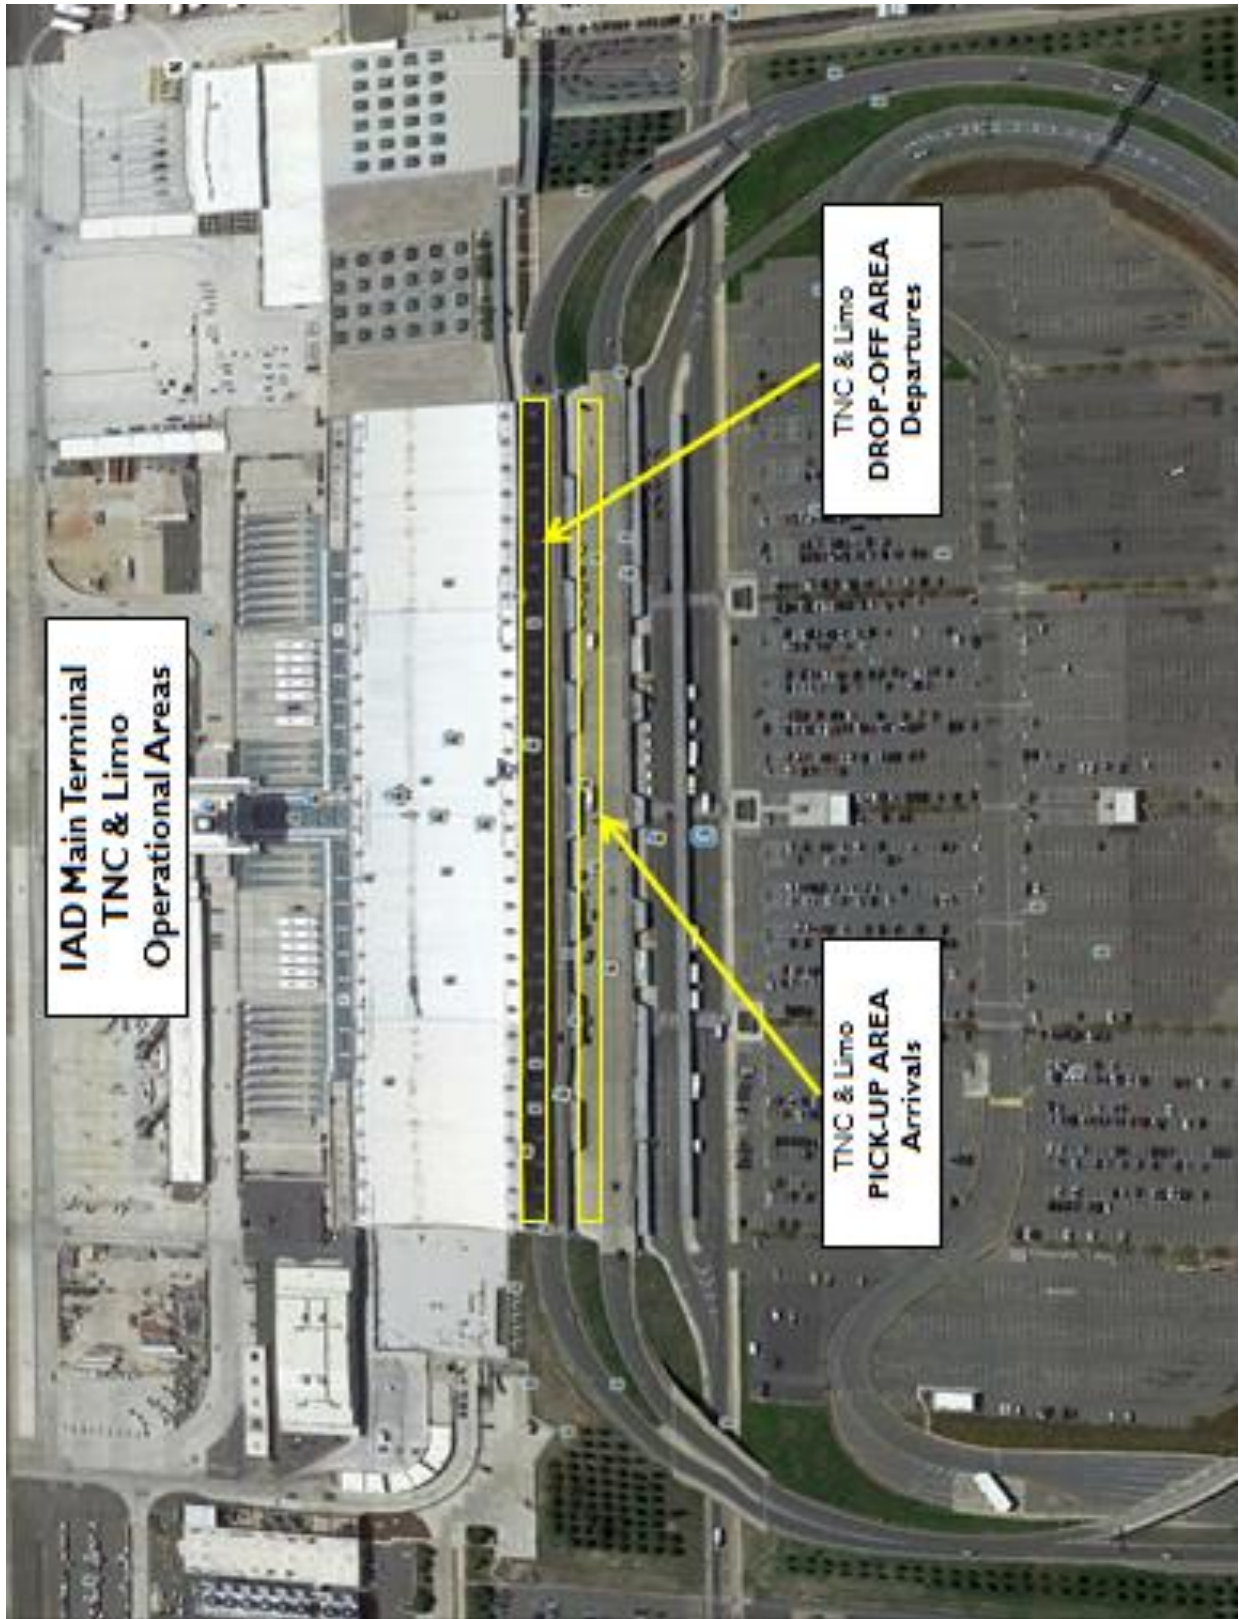 IAD Main Terminal
TNC & Limo
Operational Areas
TNC & Limo
PICK-UP AREA
Arrivals
TNC & Limo
DROP-OFF AREA
Departures